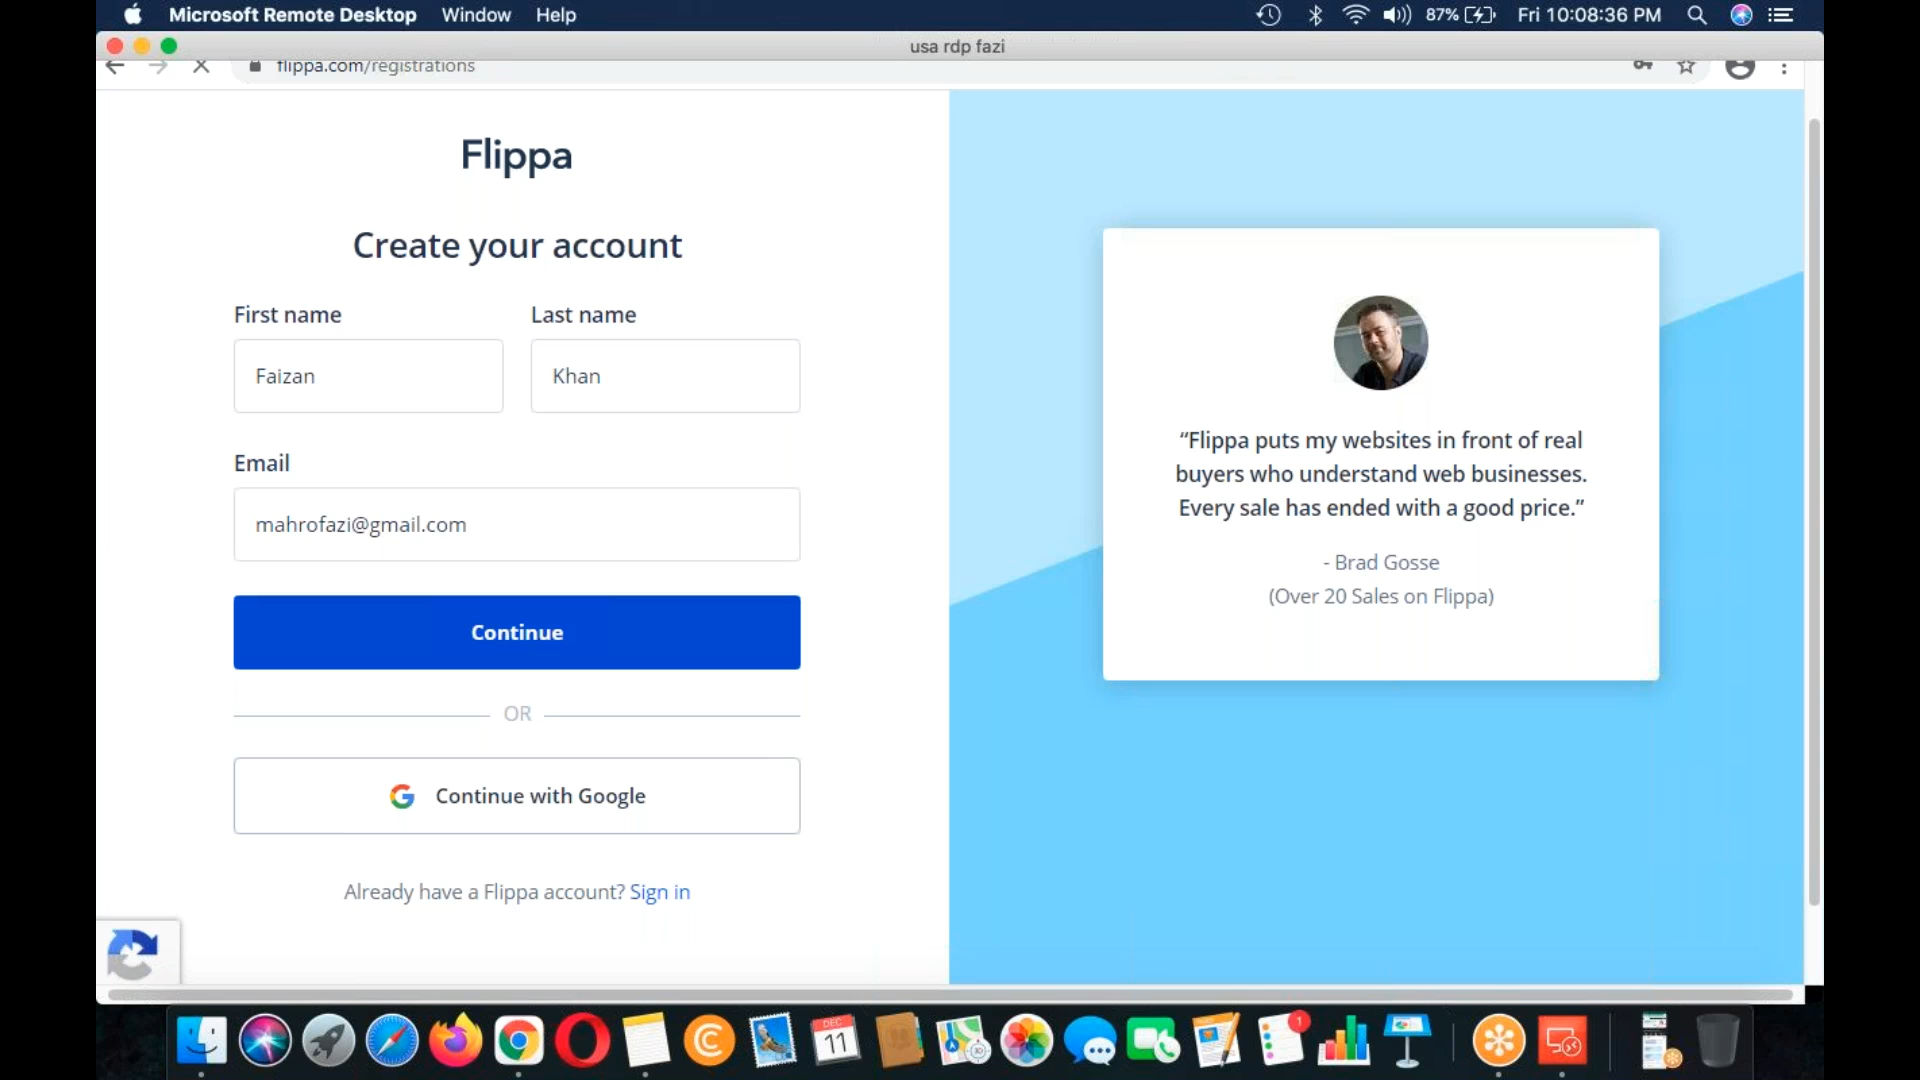 Microsoft Remote Desktop Window Help 87% Fri 10:08:36 PM
usa rdp fazi
flippa.com/registrations
Flippa
Create your account
First name Last name
Faizan Khan
Email
mahrofazi@gmail.com
Continue
OR
Continue with Google
Already have a Flippa account? Sign in
“Flippa puts my websites in front of real
buyers who understand web businesses.
Every sale has ended with a good price.”
- Brad Gosse
(Over 20 Sales on Flippa)
DEC
11
1